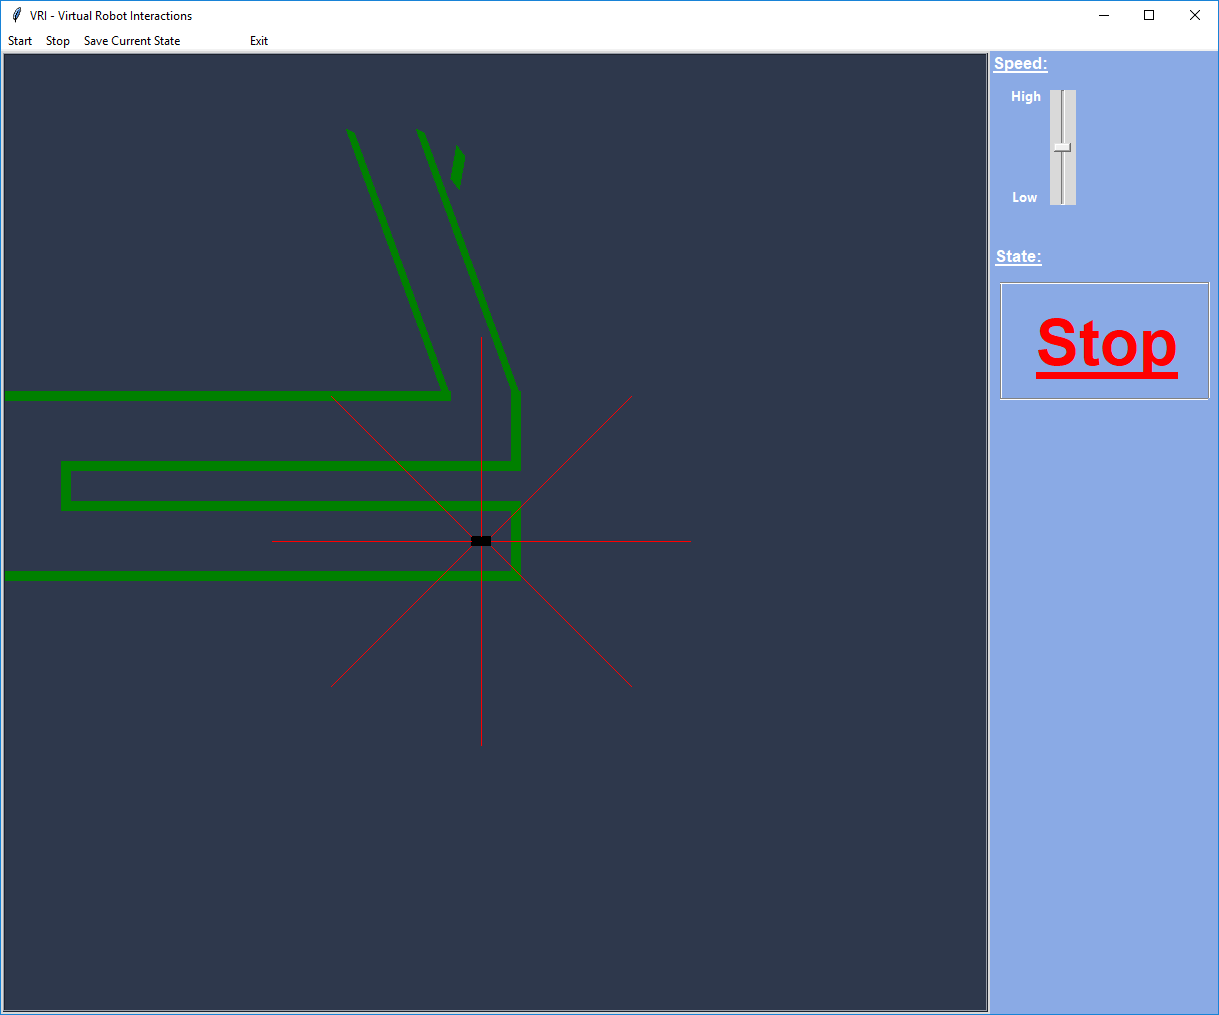 VRI - Virtual Robot Interactions
Start Stop Save Current State Exit
Speed:
High
Low
State:
Stop